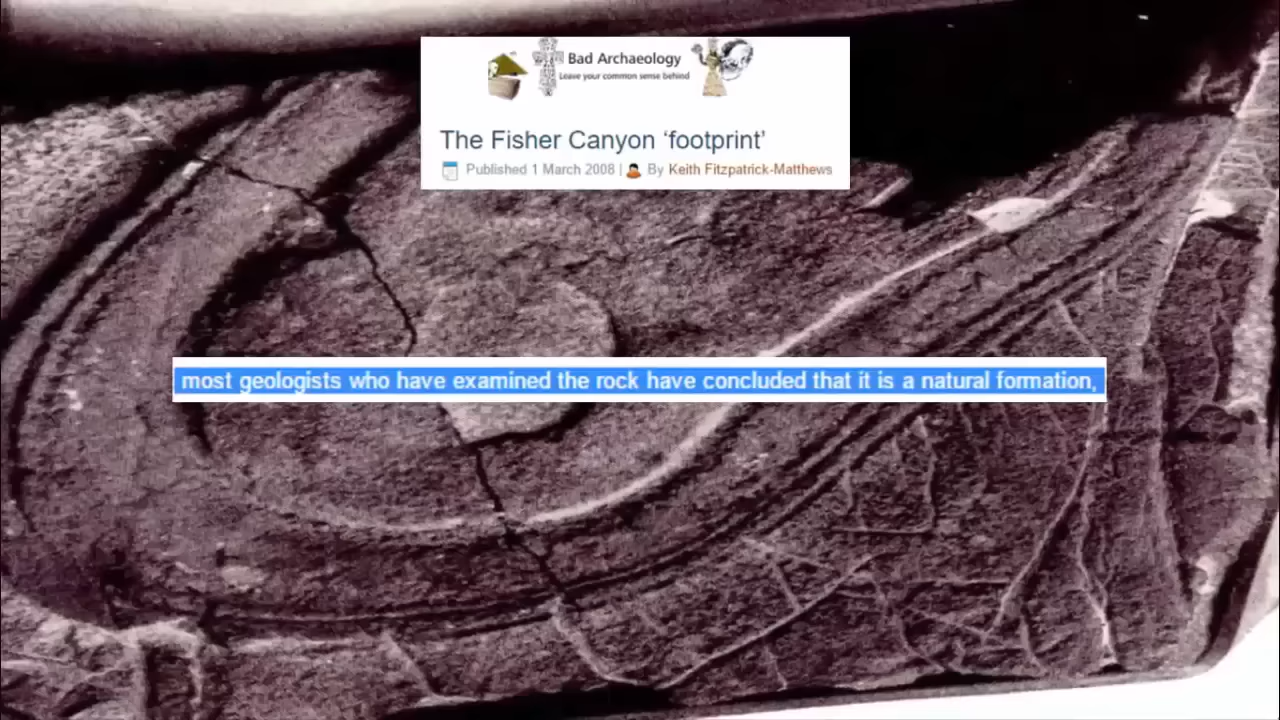 Bad Archaeology
Leave your common sense behind
The Fisher Canyon ‘footprint’
Published 1 March 2008 | By Keith Fitzpatrick-Matthews
most geologists who have examined the rock have concluded that it is a natural formation,